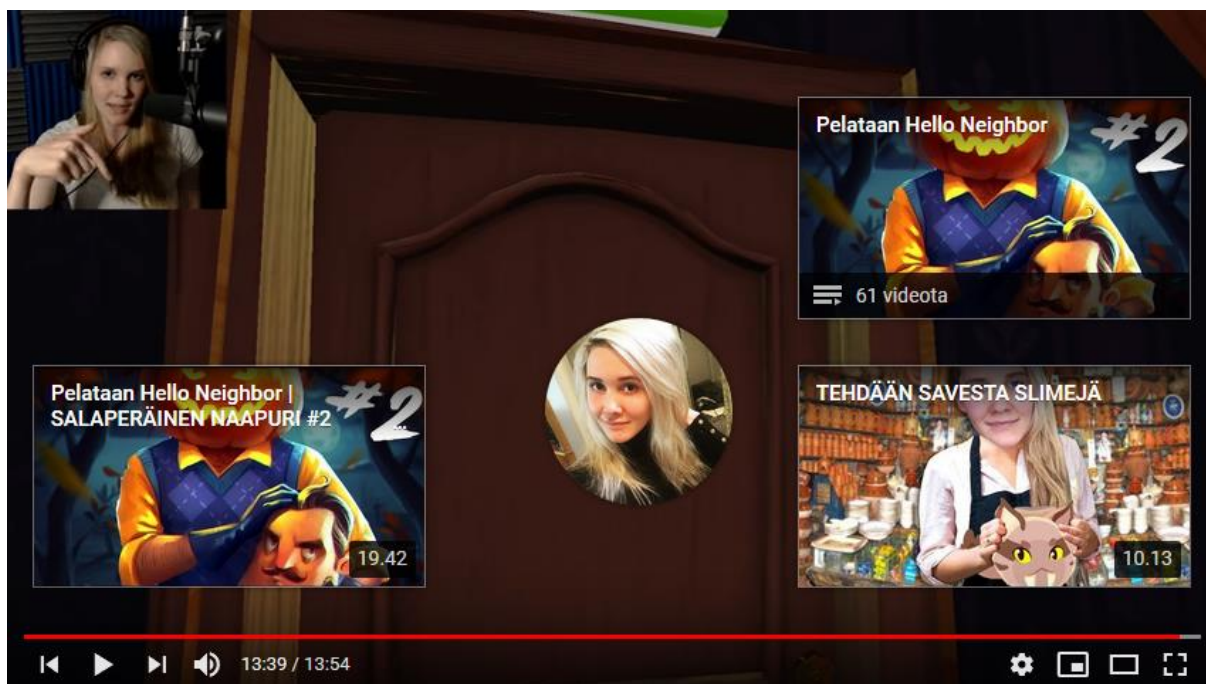 Pelataan Hello Neighbor
#2
61 videota
Pelataan Hello Neighbor |
SALAPERÄINEN NAAPURI #2
#2
...
19.42
TEHDÄÄN SAVESTA SLIMEJÄ
10.13
13:39 / 13:54